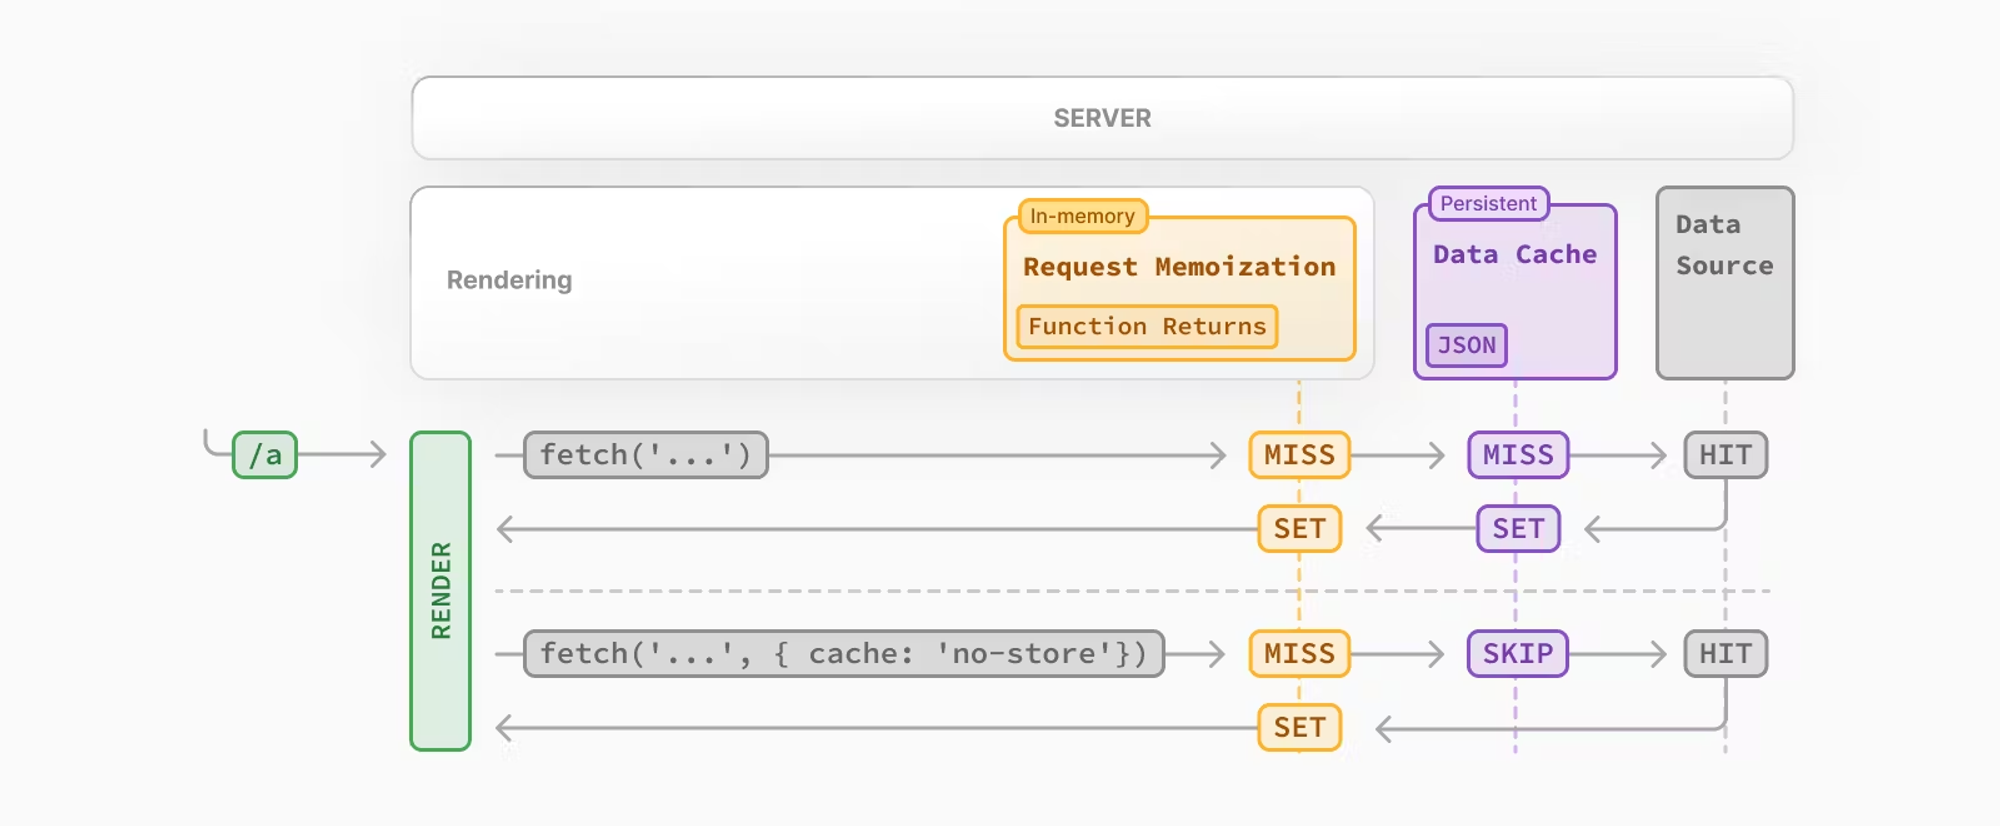 SERVER
Rendering
In-memory
Request Memoization
Function Returns
Persistent
Data Cache
JSON
Data
Source
/a
RENDER
fetch('...')
MISS
MISS
HIT
SET
SET
fetch('...', { cache: 'no-store'})
MISS
SKIP
HIT
SET